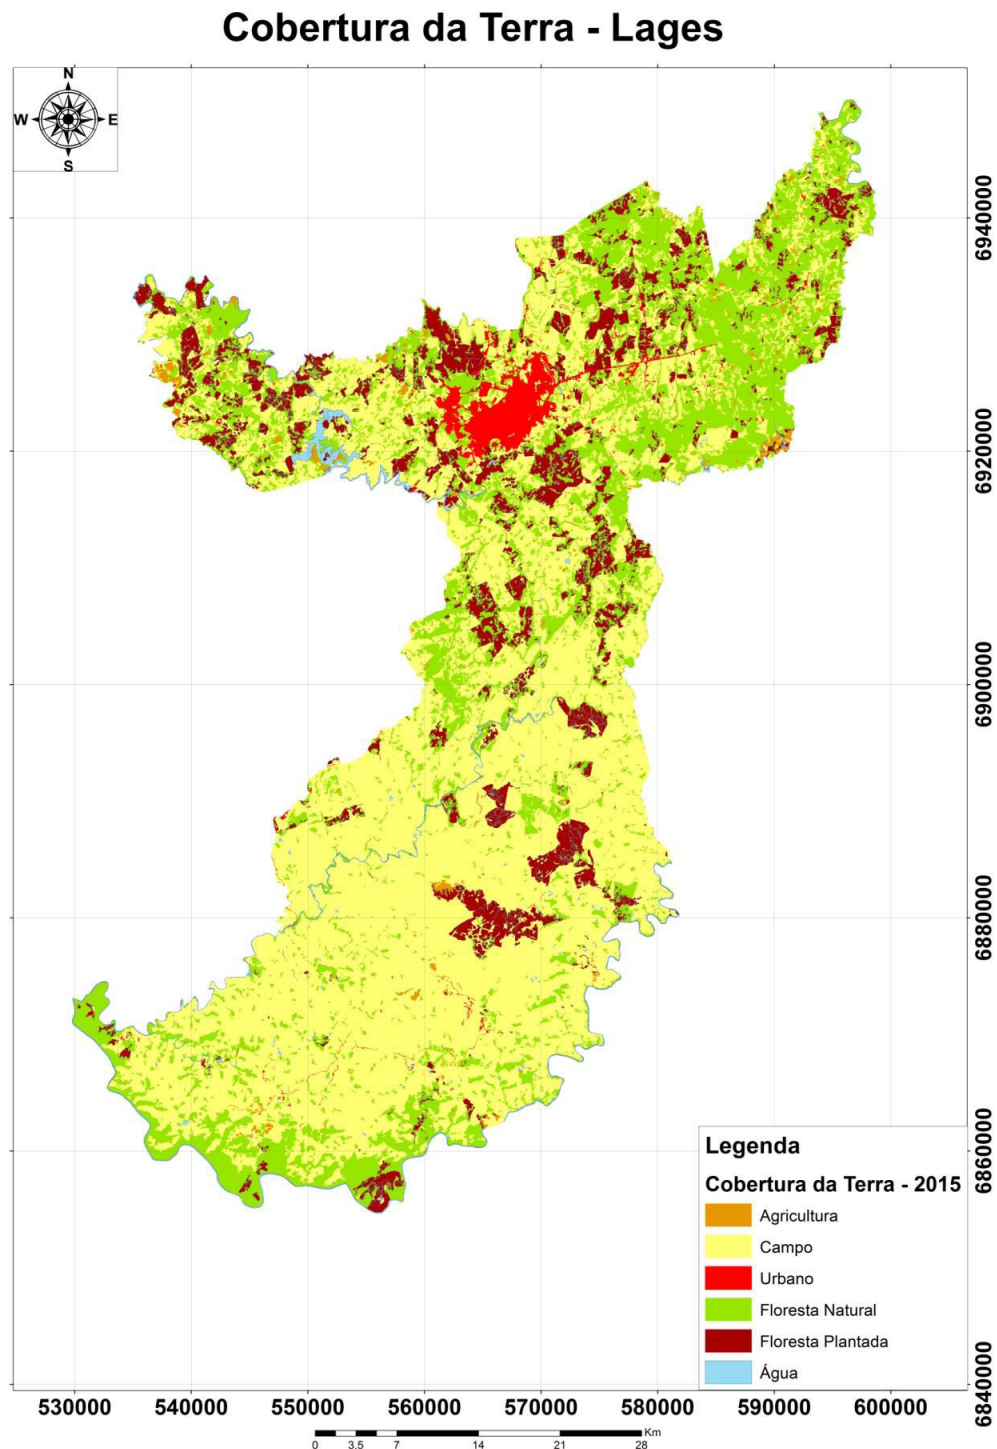 Cobertura da Terra - Lages
N
W E
S
6940000
6920000
6900000
6880000
6860000
6840000
Legenda
Cobertura da Terra - 2015
Agricultura
Campo
Urbano
Floresta Natural
Floresta Plantada
Água
530000 540000 550000 560000 570000 580000 590000 600000
Km
0 3.5 7 14 21 28